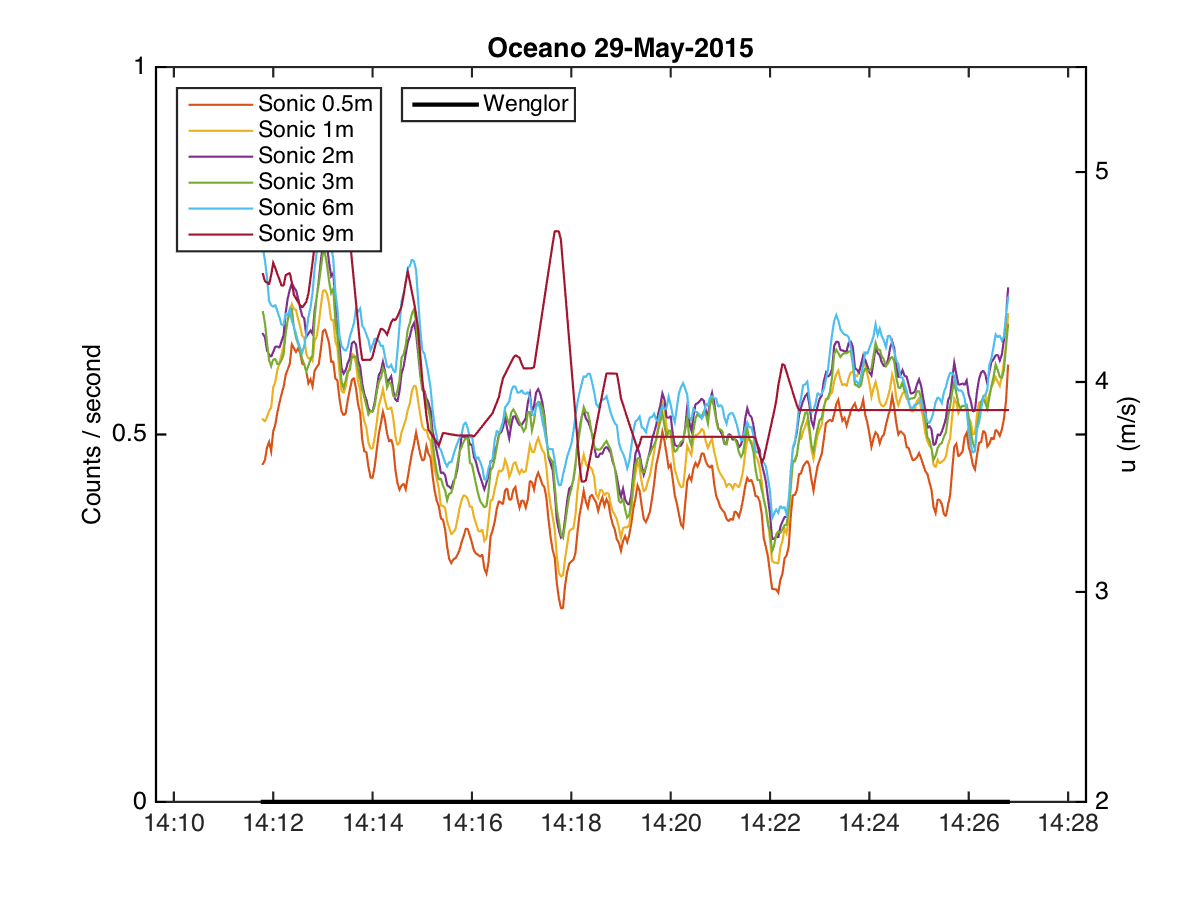 Oceano 29-May-2015
1
0.5
0
Counts / second
Sonic 0.5m
Sonic 1m
Sonic 2m
Sonic 3m
Sonic 6m
Sonic 9m
Wenglor
5
4
3
2
u (m/s)
14:10 14:12 14:14 14:16 14:18 14:20 14:22 14:24 14:26 14:28